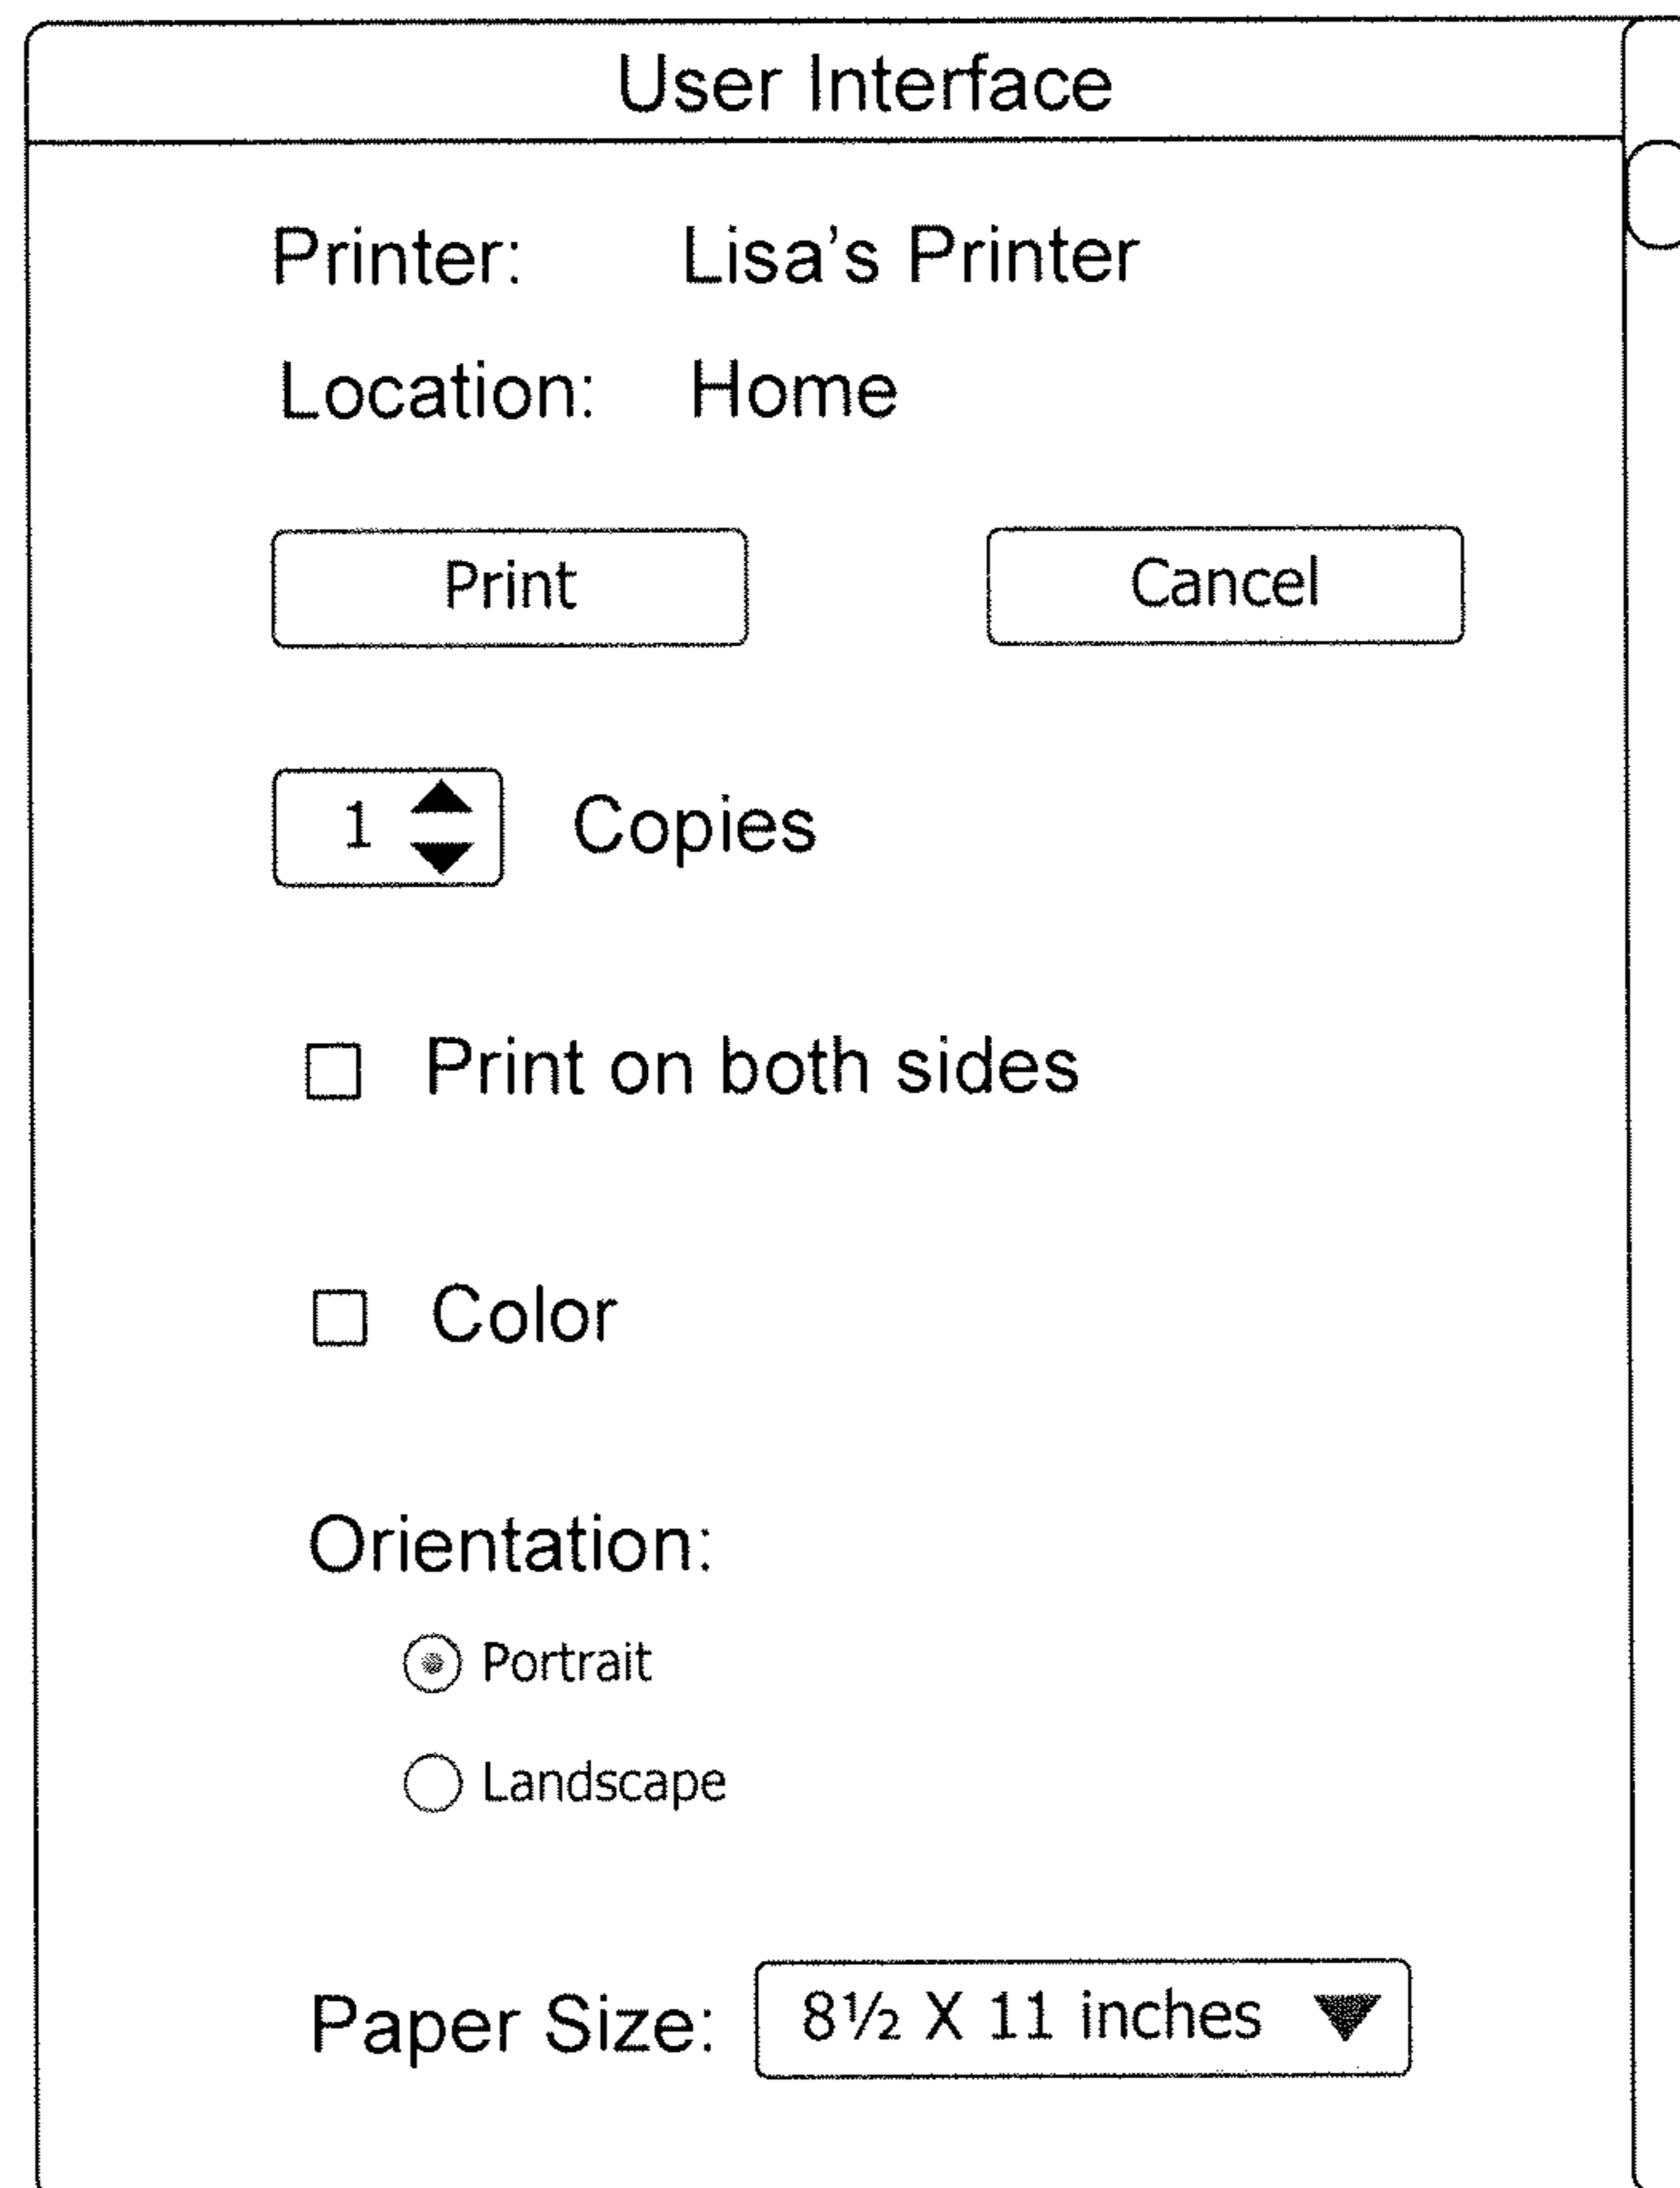 User Interface
Printer: Lisa's Printer
Location: Home
Print Cancel
1 Copies
Print on both sides
Color
Orientation:
Portrait
Landscape
Paper Size: 8½ X 11 inches